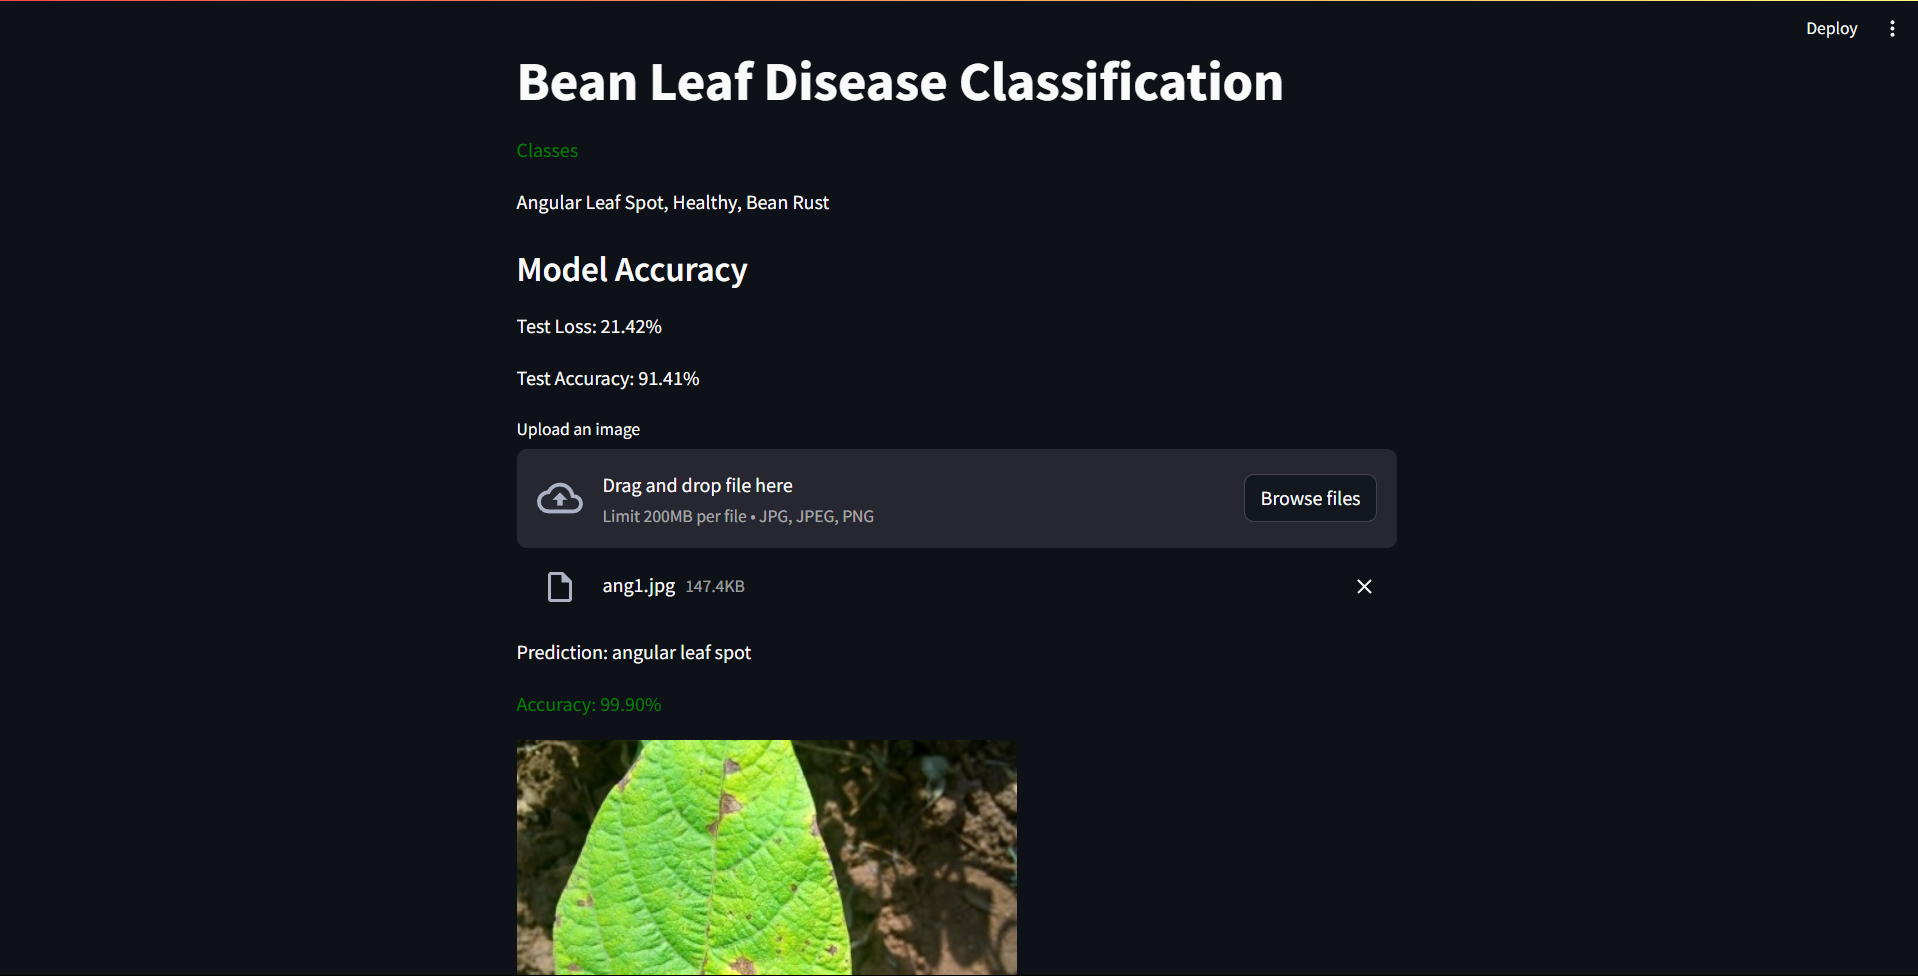 Deploy
Bean Leaf Disease Classification
Classes
Angular Leaf Spot, Healthy, Bean Rust
Model Accuracy
Test Loss: 21.42%
Test Accuracy: 91.41%
Upload an image
Drag and drop file here
Limit 200MB per file • JPG, JPEG, PNG
Browse files
ang1.jpg 147.4KB
Prediction: angular leaf spot
Accuracy: 99.90%